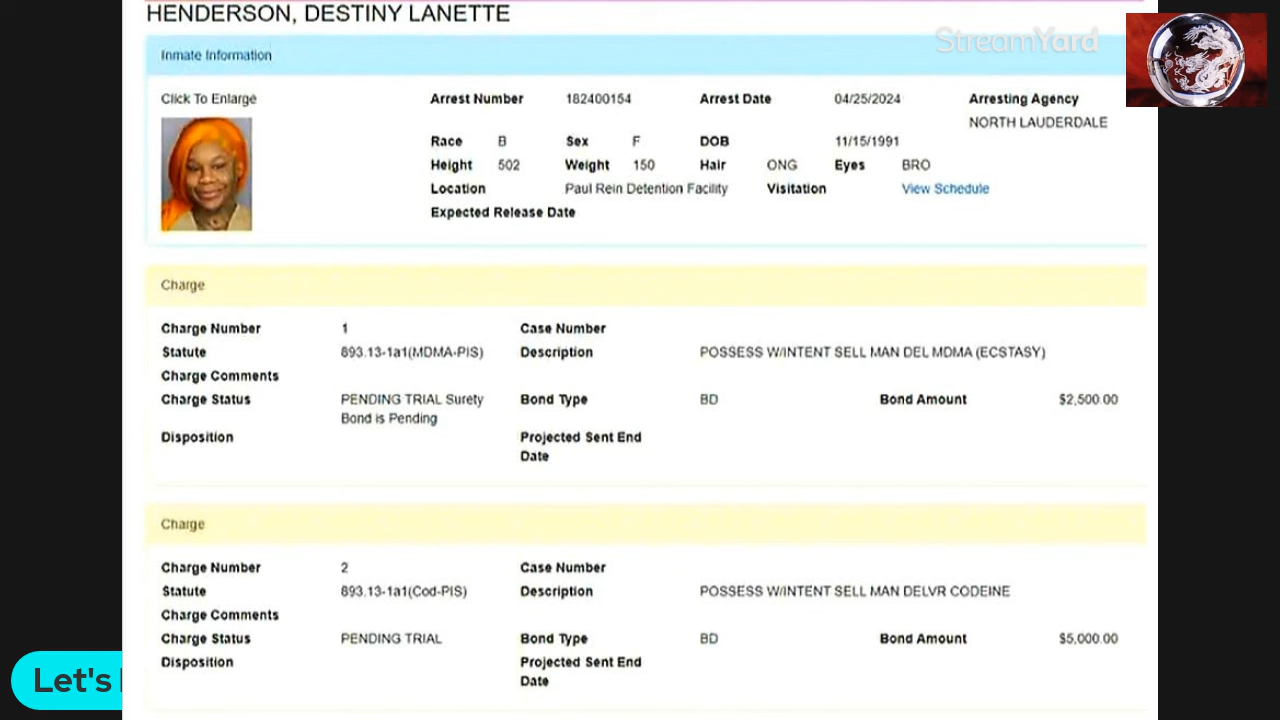 HENDERSON, DESTINY LANETTE
StreamYard
Inmate Information
Click To Enlarge
Arrest Number 182400154 Arrest Date 04/25/2024 Arresting Agency
NORTH LAUDERDALE
Race B Sex F DOB 11/15/1991
Height 502 Weight 150 Hair ONG Eyes BRO
Location Paul Rein Detention Facility Visitation View Schedule
Expected Release Date
Charge
Charge Number 1 Case Number
Statute 893.13-1a1(MDMA-PIS) Description POSSESS W/INTENT SELL MAN DEL MDMA (ECSTASY)
Charge Comments
Charge Status PENDING TRIAL Surety Bond Type BD Bond Amount $2,500.00
Bond is Pending
Disposition Projected Sent End
Date
Charge
Charge Number 2 Case Number
Statute 893.13-1a1(Cod-PIS) Description POSSESS W/INTENT SELL MAN DELVR CODEINE
Charge Comments
Charge Status PENDING TRIAL Bond Type BD Bond Amount $5,000.00
Disposition Projected Sent End
Date
Let's